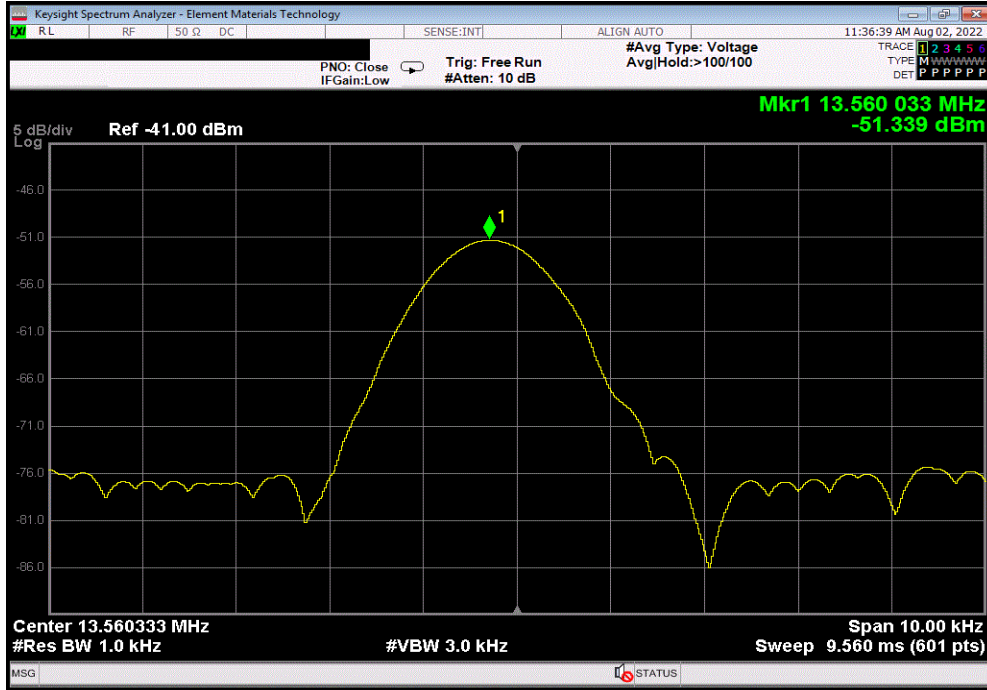 Keysight Spectrum Analyzer - Element Materials Technology
LXI RL RF 50 Ω DC SENSE:INT ALIGN AUTO 11:36:39 AM Aug 02, 2022
#Avg Type: Voltage TRACE 1 2 3 4 5 6
PNO: Close Trig: Free Run Avg|Hold:>100/100 TYPE M WWWWW
IFGain:Low #Atten: 10 dB DET P P P P P P
Mkr1 13.560 033 MHz
5 dB/div Ref -41.00 dBm -51.339 dBm
Log
1
-46.0
-51.0
-56.0
-61.0
-66.0
-71.0
-76.0
-81.0
-86.0
Center 13.560333 MHz Span 10.00 kHz
#Res BW 1.0 kHz #VBW 3.0 kHz Sweep 9.560 ms (601 pts)
MSG STATUS